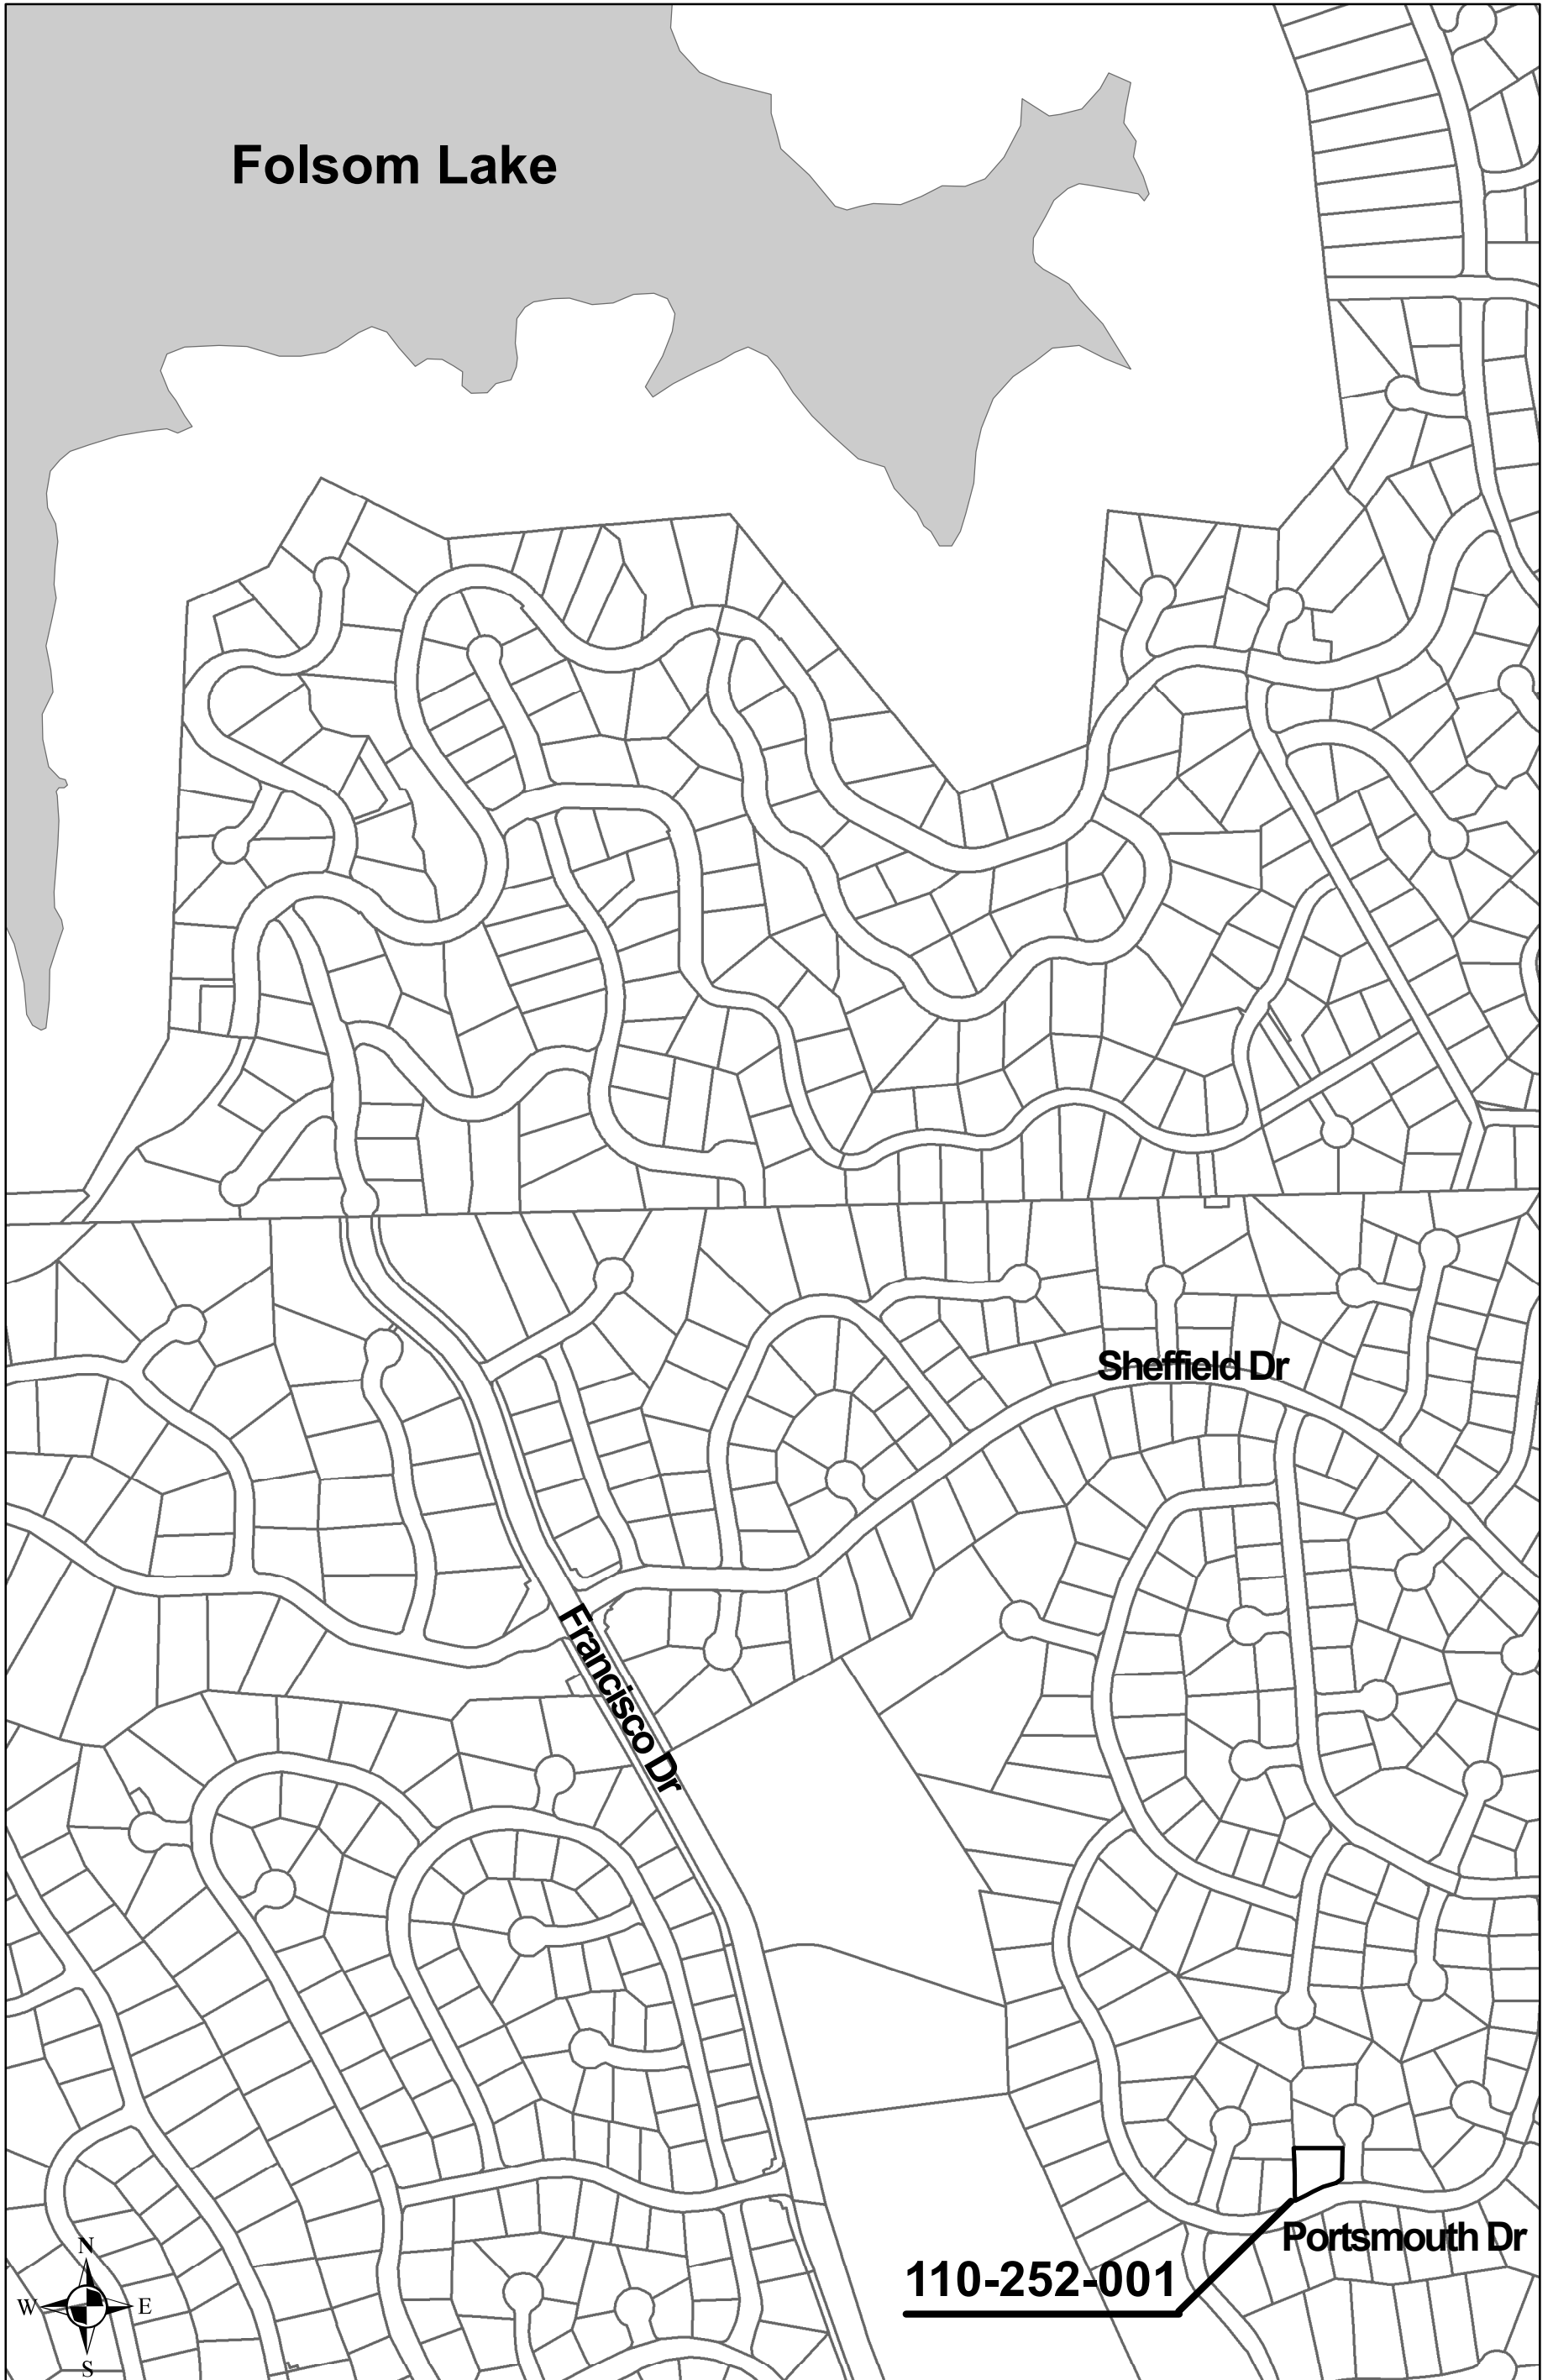 Folsom Lake
Sheffield Dr
Francisco Dr
Portsmouth Dr
110-252-001
N
W
E
S